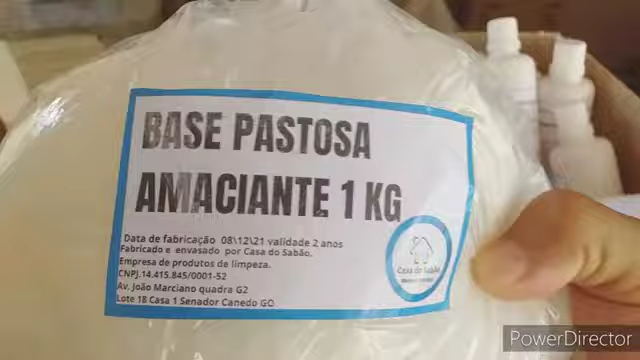 BASE PASTOSA
AMACIANTE 1 KG
Data de fabricação 08\12\21 validade 2 anos
Fabricado e envasado por Casa do Sabão.
Empresa de produtos de limpeza.
CNPJ.14.415.845/0001-52
Av. João Marciano quadra G2
Lote 18 Casa 1 Senador Canedo GO
Casa do Sabão
PowerDirector